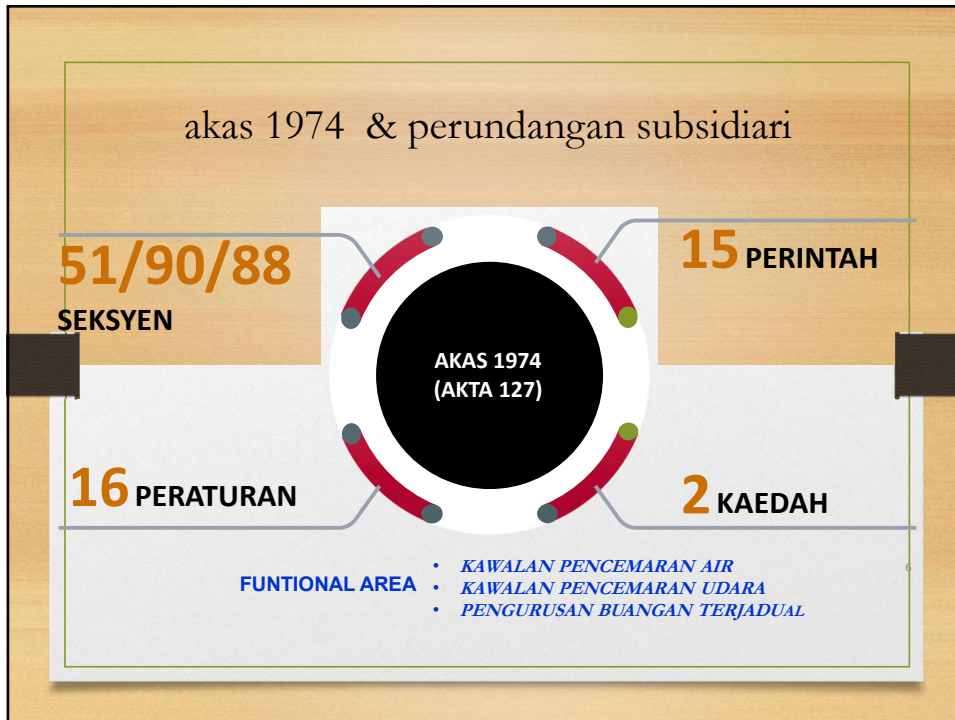 akas 1974 & perundangan subsidiari
51/90/88
SEKSYEN
15 PERINTAH
AKAS 1974
(AKTA 127)
16 PERATURAN
2 KAEDAH
FUNTIONAL AREA
• KAWALAN PENCEMARAN AIR
• KAWALAN PENCEMARAN UDARA
• PENGURUSAN BUANGAN TERJADUAL
6